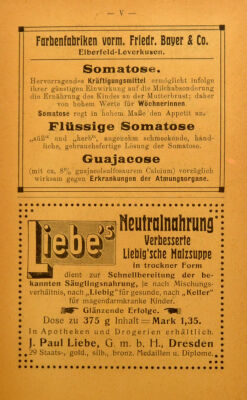 — V —
Farbenfabriken vorm. Friedr. Bayer & Co.
Elberfeld-Leverkusen.
Somatose.
Hervorragendes Kräftigungsmittel ermöglicht infolge
ihrer günstigen Einwirkung auf die Milchabsonderung
die Ernährung des Kindes an der Mutterbrust; daher
von hohem Werte für Wöchnerinnen.
Somatose regt in hohem Maße den Appetit an.
Flüssige Somatose
„süß" und „herb", angenehm schmeckende, händ-
liche, gebrauchsfertige Lösung der Somatose.
Guajacose
(mit ca. 8% guajacolsulfosaurem Calcium) vorzüglich
wirksam gegen Erkrankungen der Atmungsorgane.
Liebe's
Neutralnahrung
Verbesserte
Liebig'sche Malzsuppe
in trockner Form
dient zur Schnellbereitung der be-
kannten Säuglingsnahrung, je nach Mischungs-
verhältnis, nach „Liebig" für gesunde, nach „Keller"
für magendarmkranke Kinder.
Glänzende Erfolge.
Dose zu 375 g Inhalt = Mark 1,35.
In Apotheken und Drogerien erhältlich.
J. Paul Liebe, G. m. b. H., Dresden
29 Staats-, gold., silb., bronz. Medaillen u. Diplome.